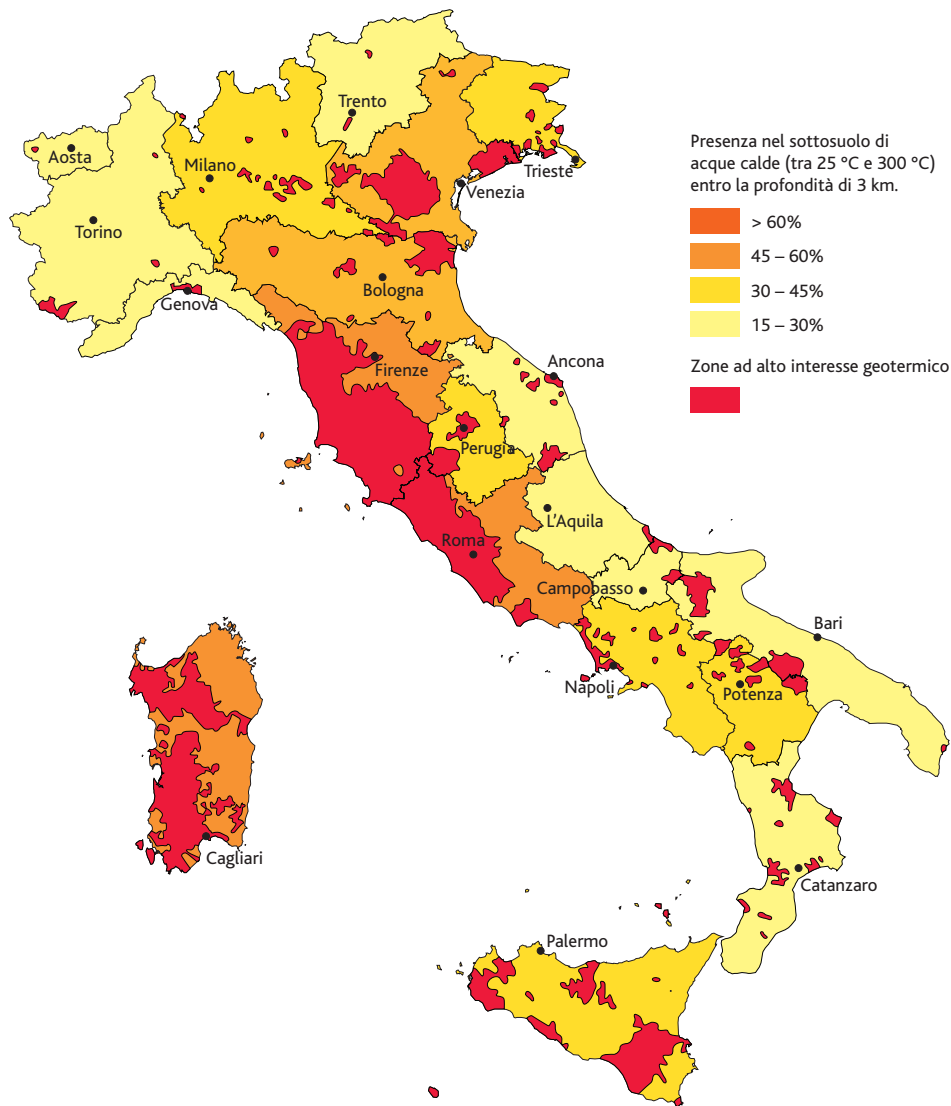 Trento
Aosta
Milano
Venezia
Trieste
Torino
Genova
Bologna
Firenze
Ancona
Perugia
L'Aquila
Roma
Campobasso
Bari
Napoli
Potenza
Cagliari
Catanzaro
Palermo
Presenza nel sottosuolo di
acque calde (tra 25 °C e 300 °C)
entro la profondità di 3 km.
> 60%
45 – 60%
30 – 45%
15 – 30%
Zone ad alto interesse geotermico